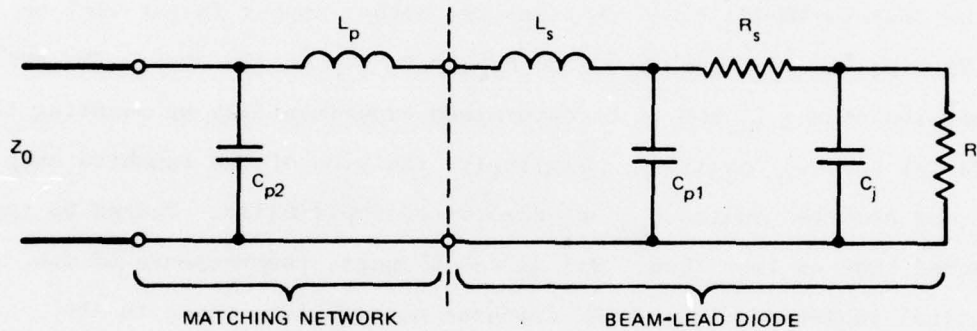 L_p
L_s
R_s
Z_0
C_p2
C_p1
C_j
R
MATCHING NETWORK
BEAM-LEAD DIODE